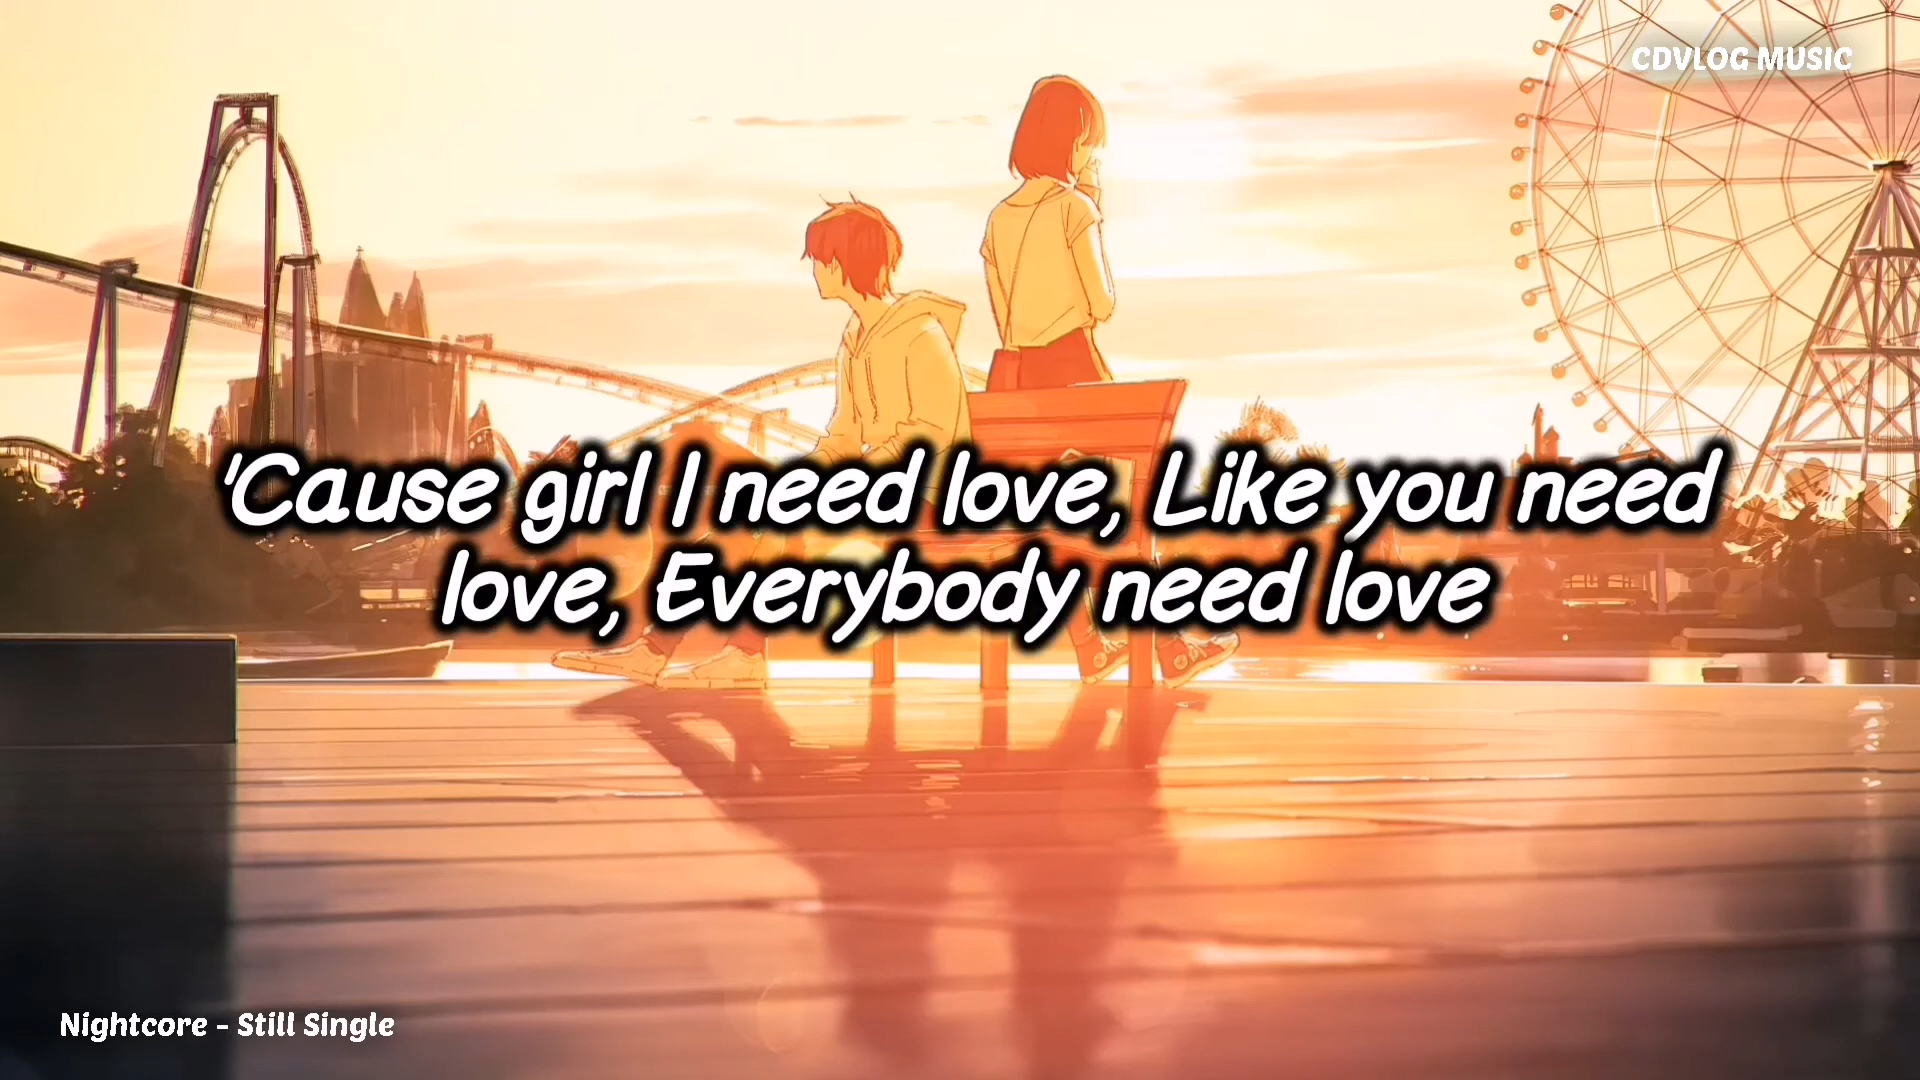 CDVLOG MUSIC
'Cause girl I need love, Like you need
love, Everybody need love
Nightcore - Still Single